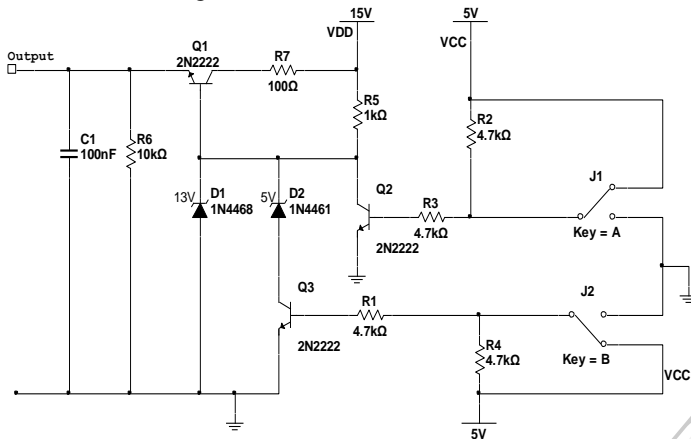 15V
VDD
5V
VCC
Output
Q1
2N2222
R7
100Ω
R5
1kΩ
R2
4.7kΩ
C1
100nF
R6
10kΩ
13V
D1
1N4468
5V
D2
1N4461
Q2
2N2222
R3
4.7kΩ
J1
Key = A
Q3
2N2222
R1
4.7kΩ
J2
Key = B
R4
4.7kΩ
VCC
5V